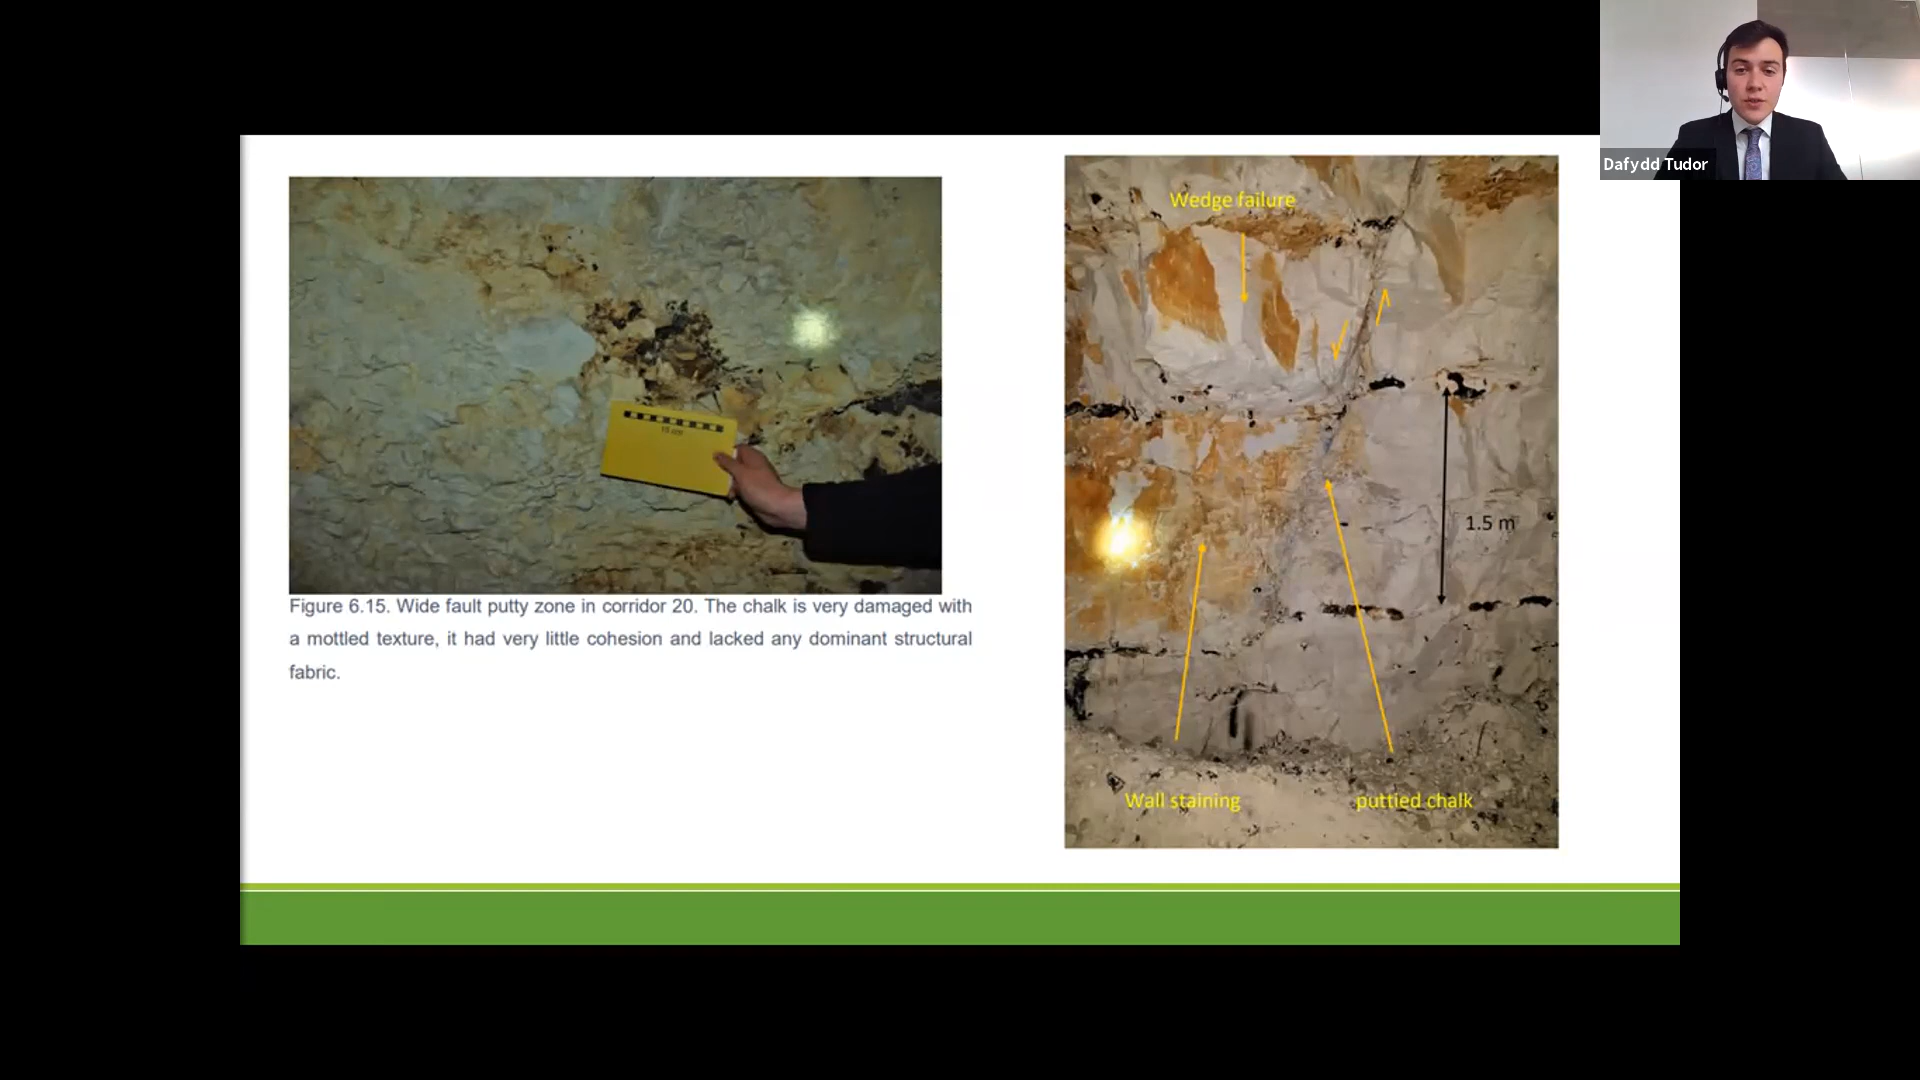 Dafydd Tudor
Wedge failure
15 cm
1.5 m
Figure 6.15. Wide fault putty zone in corridor 20. The chalk is very damaged with
a mottled texture, it had very little cohesion and lacked any dominant structural
fabric.
Wall staining
puttied chalk